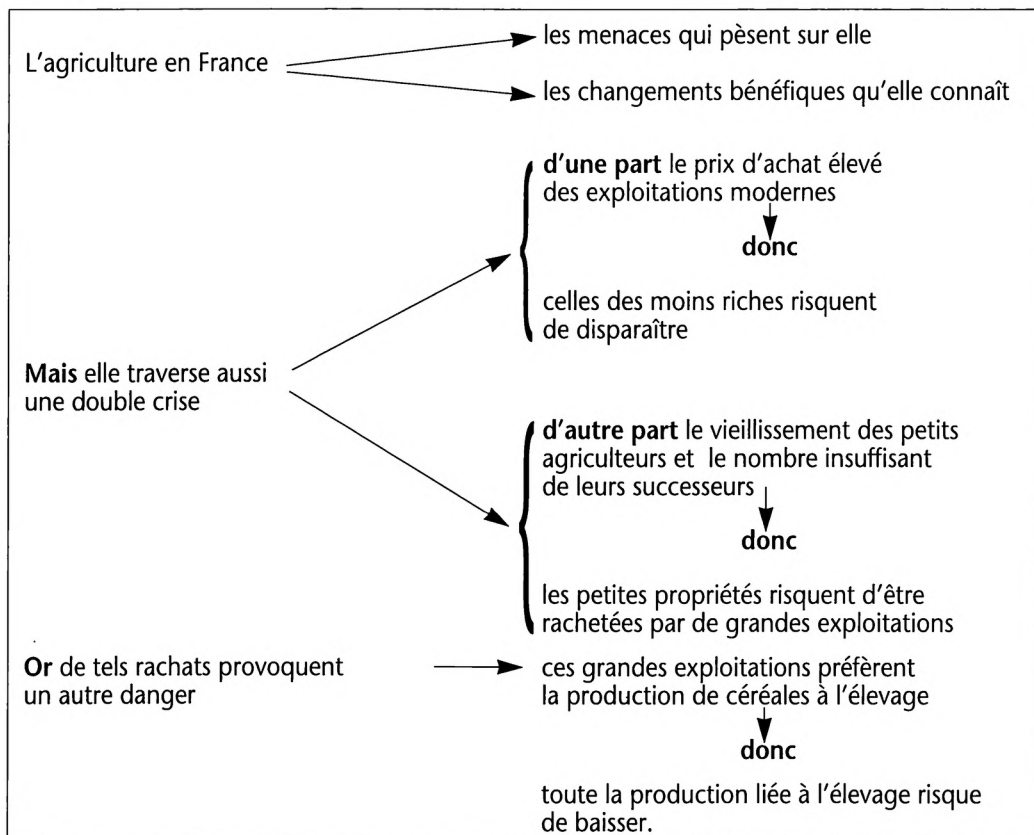 L'agriculture en France
les menaces qui pèsent sur elle
les changements bénéfiques qu'elle connaît
Mais elle traverse aussi
une double crise
d'une part le prix d'achat élevé
des exploitations modernes
donc
celles des moins riches risquent
de disparaître
d'autre part le vieillissement des petits
agriculteurs et le nombre insuffisant
de leurs successeurs
donc
les petites propriétés risquent d'être
rachetées par de grandes exploitations
Or de tels rachats provoquent
un autre danger
ces grandes exploitations préfèrent
la production de céréales à l'élevage
donc
toute la production liée à l'élevage risque
de baisser.